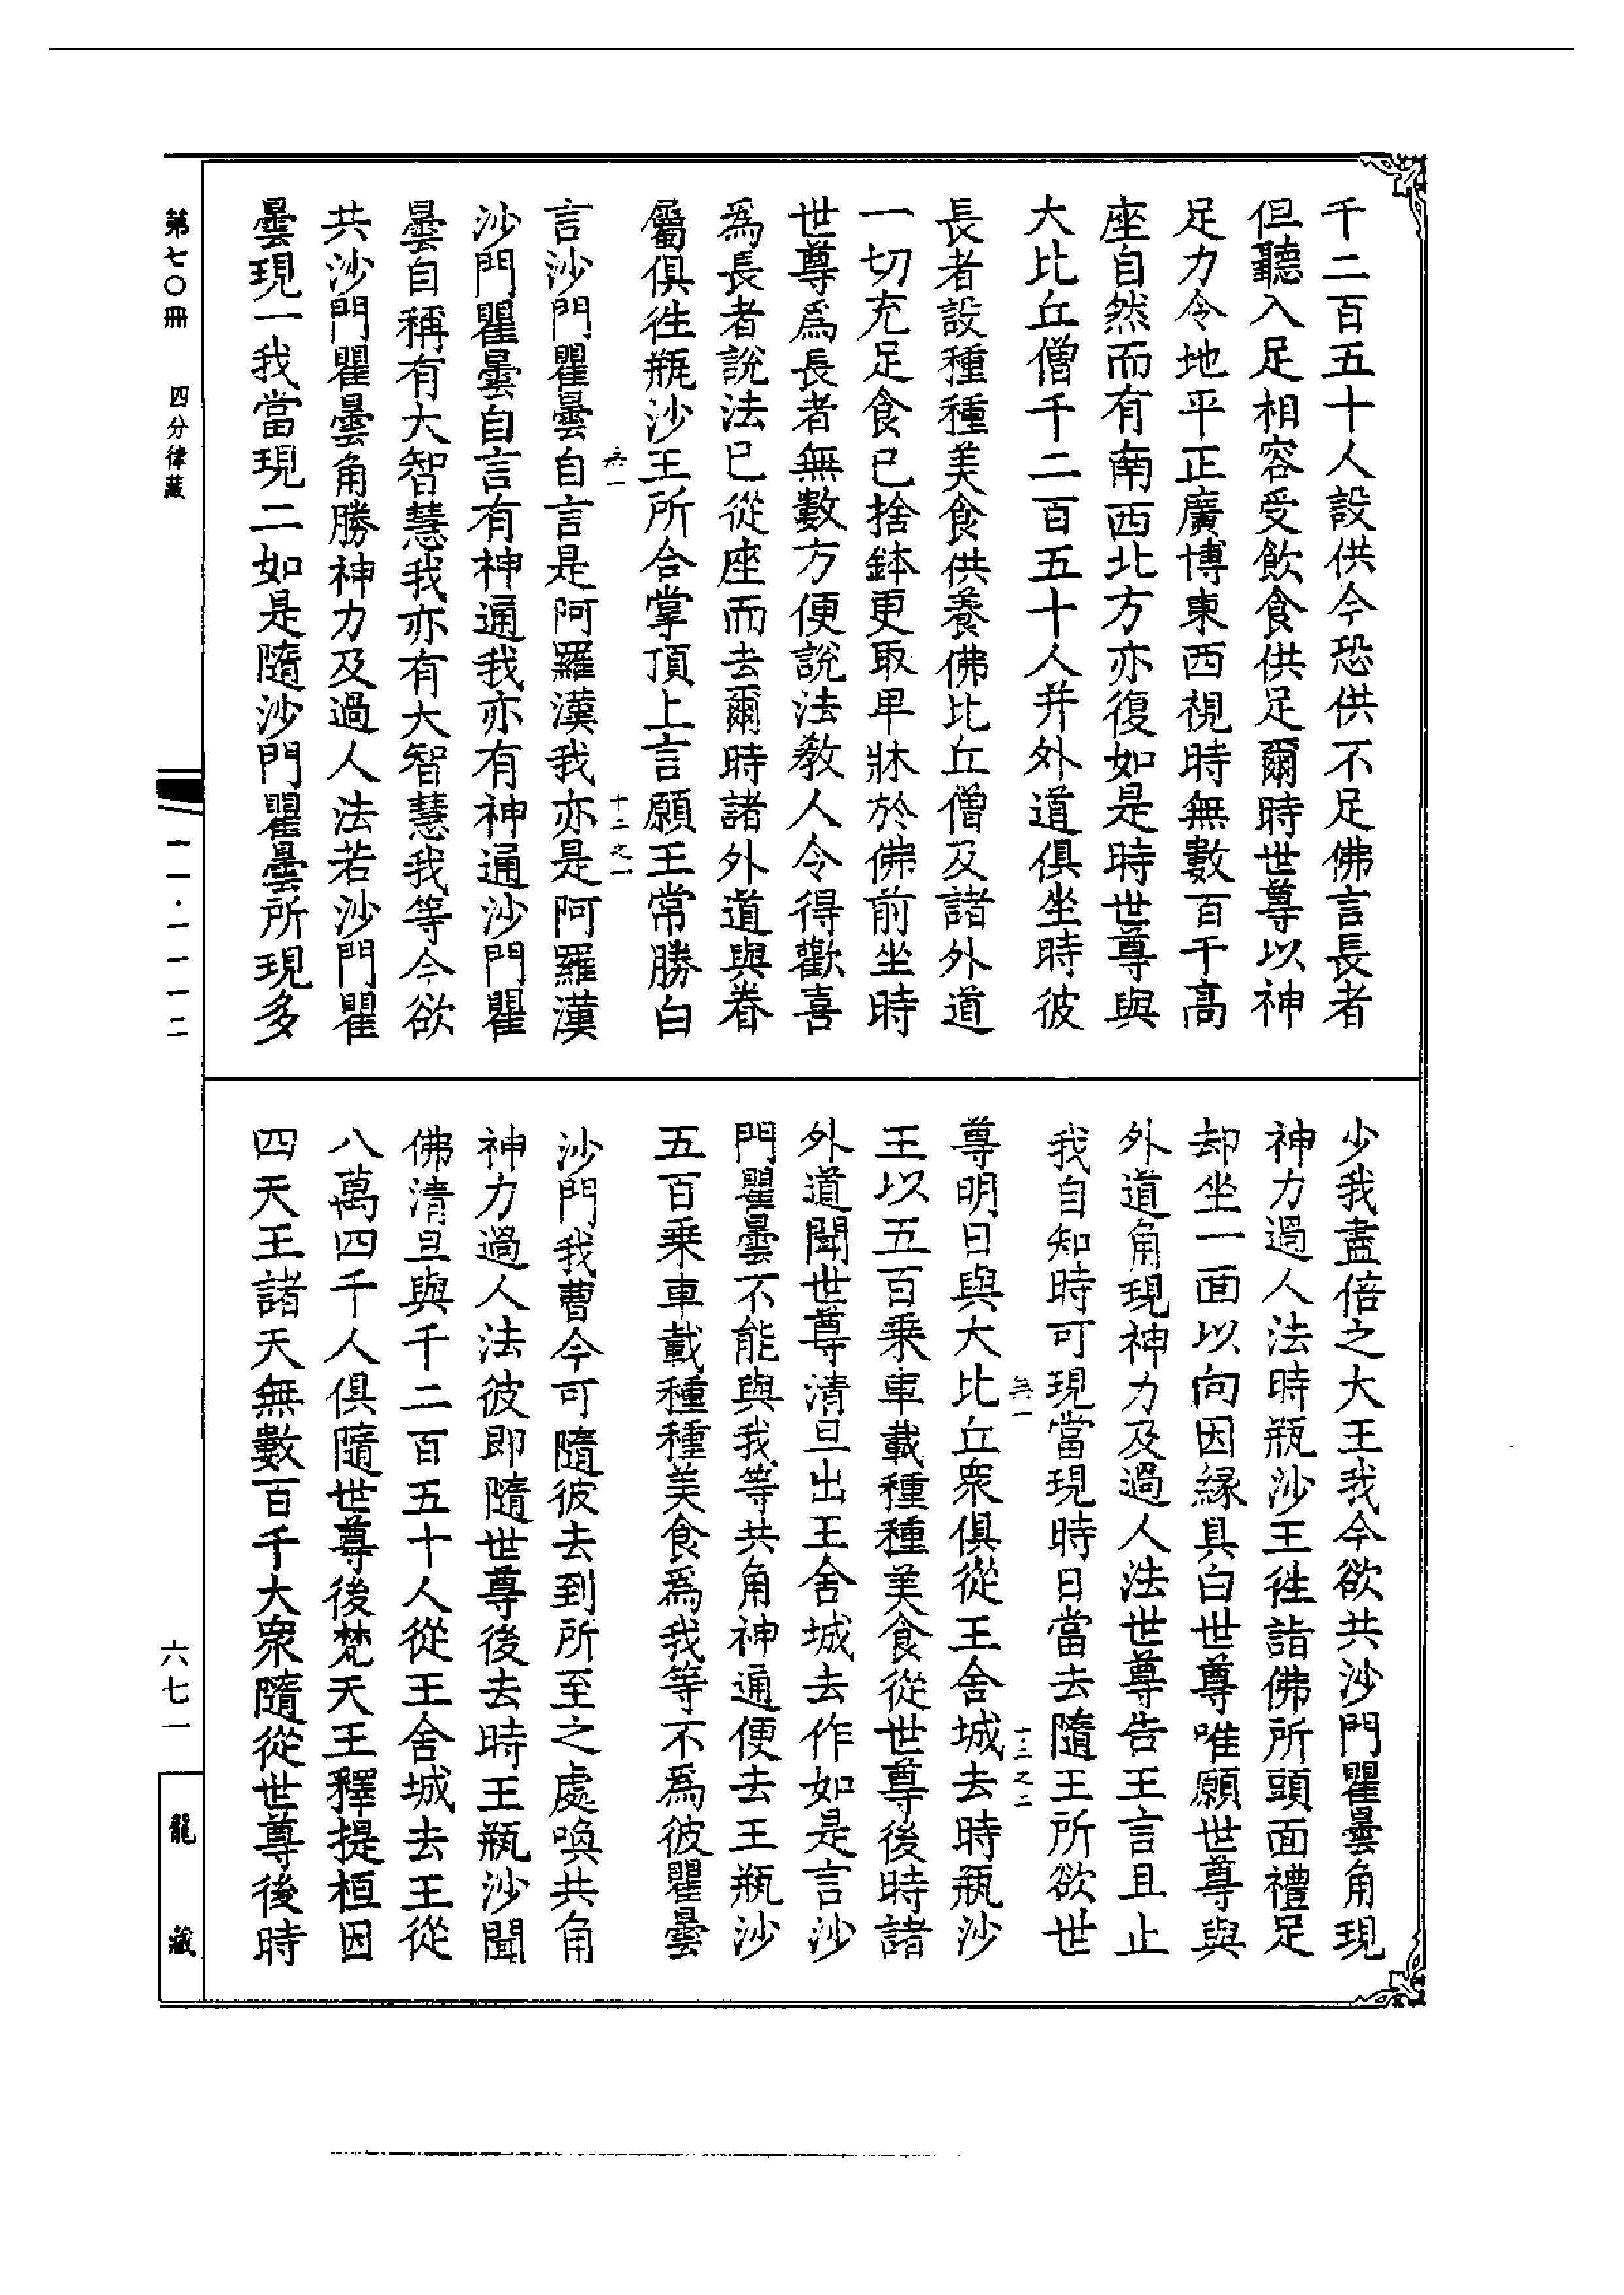 千二百五十人設供今恐供不足佛言長者
但聽入足相容受飲食供足爾時世尊以神
足力令地平正廣博東西視時無數百千高
座自然而有南西北方亦復如是時世尊與
大比丘僧千二百五十人并外道俱坐時彼
長者設種種美食供養佛比丘僧及諸外道
一切充足食已捨鉢更取卑牀於佛前坐時
世尊爲長者無數方便說法教人令得歡喜
爲長者說法已從座而去爾時諸外道與眷
屬俱徃瓶沙王所合掌頂上言願王常勝白
無一
十二之一
言沙門瞿曇自言是阿羅漢我亦是阿羅漢
沙門瞿曇自言有神通我亦有神通沙門瞿
曇自稱有大智慧我亦有大智慧我等今欲
共沙門瞿曇角勝神力及過人法若沙門瞿
曇現一我當現二如是隨沙門瞿曇所現多
少我盡倍之大王我今欲共沙門瞿曇角現
神力過人法時瓶沙王徃詣佛所頭面禮足
却坐一面以向因緣具白世尊唯願世尊與
外道角現神力及過人法世尊告王言且止
我自知時可現當現時日當去隨王所欲世
無一
十二之二
尊明日與大比丘衆俱從王舍城去時瓶沙
王以五百乘車載種種美食從世尊後時諸
外道聞世尊清旦出王舍城去作如是言沙
門瞿曇不能與我等共角神通便去王瓶沙
五百乘車載種種美食爲我等不爲彼瞿曇
沙門我曹今可隨彼去到所至之處喚共角
神力過人法彼即隨世尊後去時王瓶沙聞
佛清旦與千二百五十人從王舍城去王從
八萬四千人俱隨世尊後梵天王釋提桓因
四天王諸天無數百千大衆隨從世尊後時
第七〇冊 四分律藏
一一·一一一二
六七一
龍藏